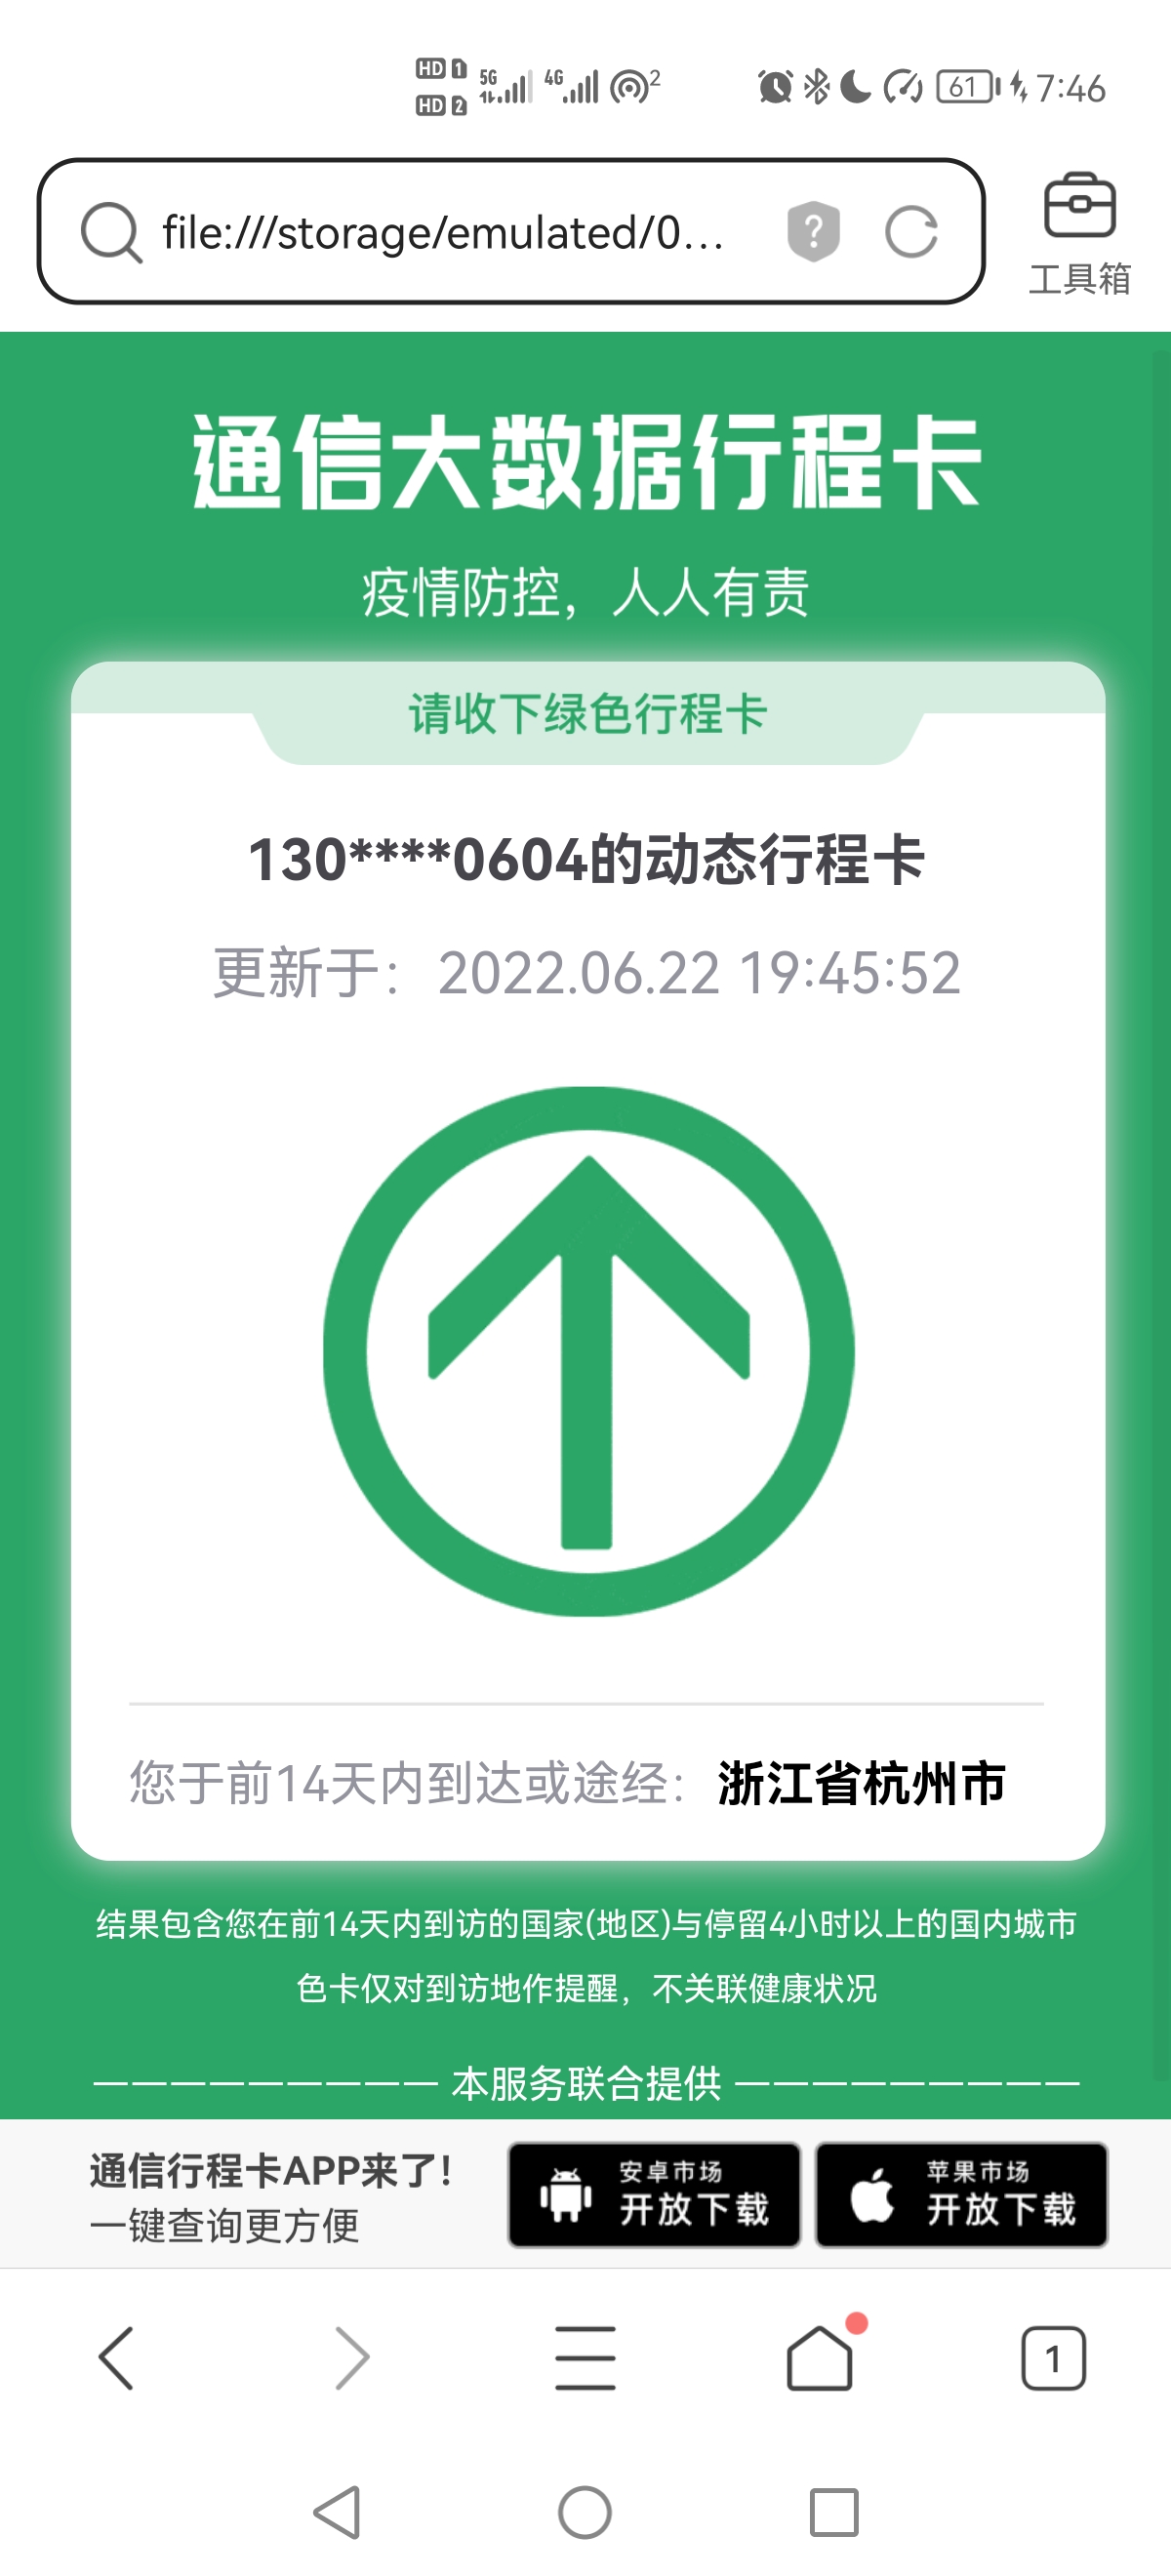 HD 1 5G 4G 2 61 7:46
HD 2
file:///storage/emulated/0...
工具箱
通信大数据行程卡
疫情防控，人人有责
请收下绿色行程卡
130****0604的动态行程卡
更新于：2022.06.22 19:45:52
您于前14天内到达或途经：浙江省杭州市
结果包含您在前14天内到访的国家(地区)与停留4小时以上的国内城市
色卡仅对到访地作提醒，不关联健康状况
————————— 本服务联合提供 —————————
通信行程卡APP来了!
一键查询更方便
安卓市场
开放下载
苹果市场
开放下载
1